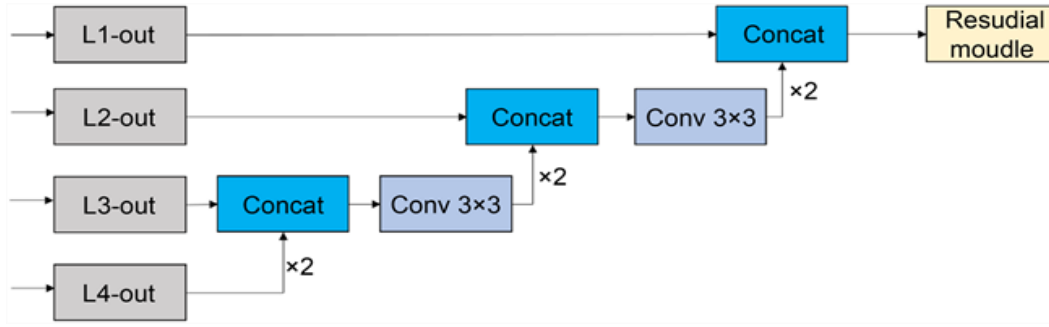 L1-out
Concat
Resudial
moudle
×2
L2-out
Concat
Conv 3×3
×2
L3-out
Concat
Conv 3×3
×2
L4-out